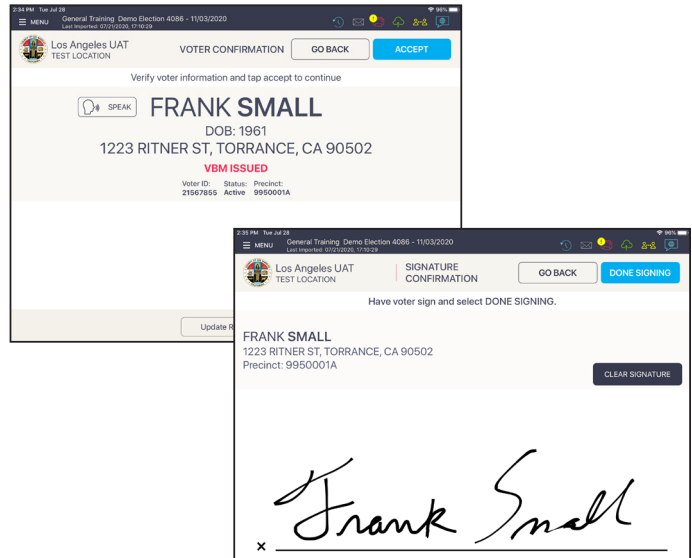 2:34 PM Tue Jul 28
96%
MENU
General Training Demo Election 4086 - 11/03/2020
Last Imported: 07/21/2020, 17:10:29
Los Angeles UAT
TEST LOCATION
VOTER CONFIRMATION
GO BACK
ACCEPT
Verify voter information and tap accept to continue
SPEAK
FRANK SMALL
DOB: 1961
1223 RITNER ST, TORRANCE, CA 90502
VBM ISSUED
Voter ID: Status: Precinct:
21567855 Active 9950001A
Update R
2:35 PM Tue Jul 28
96%
MENU
General Training Demo Election 4086 - 11/03/2020
Last Imported: 07/21/2020, 17:10:29
Los Angeles UAT
TEST LOCATION
SIGNATURE
CONFIRMATION
GO BACK
DONE SIGNING
Have voter sign and select DONE SIGNING.
FRANK SMALL
1223 RITNER ST, TORRANCE, CA 90502
Precinct: 9950001A
CLEAR SIGNATURE
Frank Small
×